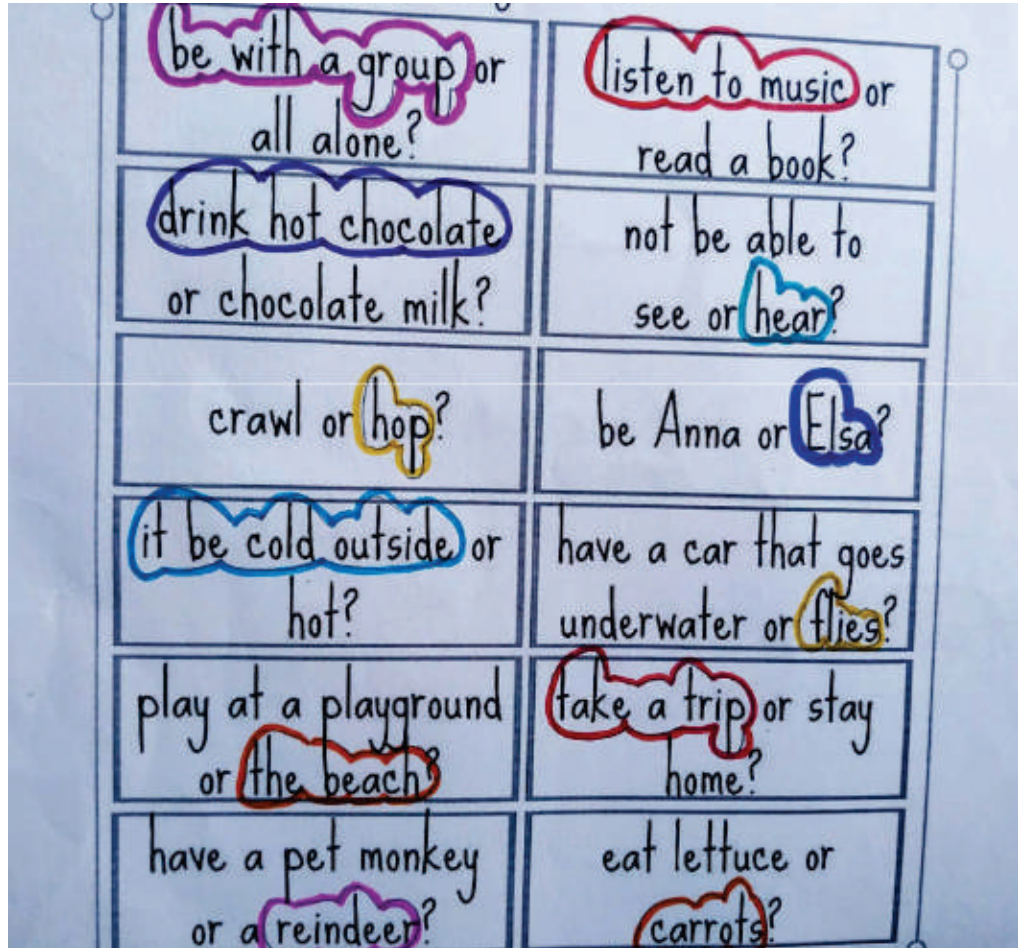 be with a group or
all alone?
listen to music or
read a book?
drink hot chocolate
or chocolate milk?
not be able to
see or hear?
crawl or hop?
be Anna or Elsa?
it be cold outside or
hot?
have a car that goes
underwater or flies?
play at a playground
or the beach?
take a trip or stay
home?
have a pet monkey
or a reindeer?
eat lettuce or
carrots?